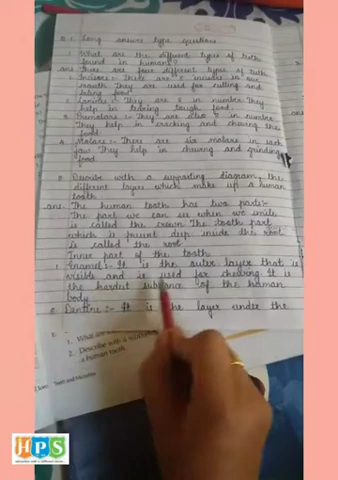 Q. Long answer type questions
1. What are the different types of teeth
found in humans?
ans. There are four different types of teeth
1. Incisors :- There are 8 incisors in our
mouth They are used for cutting and
biting food
2. Canines :- They are in number They
help in tearing tough food.
3. Premolars :- They are also 8 in number
They help in cracking and chewing the
food.
4. Molars :- There are six molars in each
jaw They help in chewing and grinding
food
2. Describe with a supporting diagram the
different layers which make up a human
tooth
ans- The human tooth has two parts:-
The part we can see when we smile
is called the crown The tooth part
which is deep inside the root
Is called the root.
Inner part of the tooth
1. Enamel :- It is the outer layer that is
visible and is used for chewing It is
the hardest substance of the human
body
2. Dentine :- It is the layer under the
1. What are
2. Describe with a
a human tooth.
Teeth and Microbes
HPS